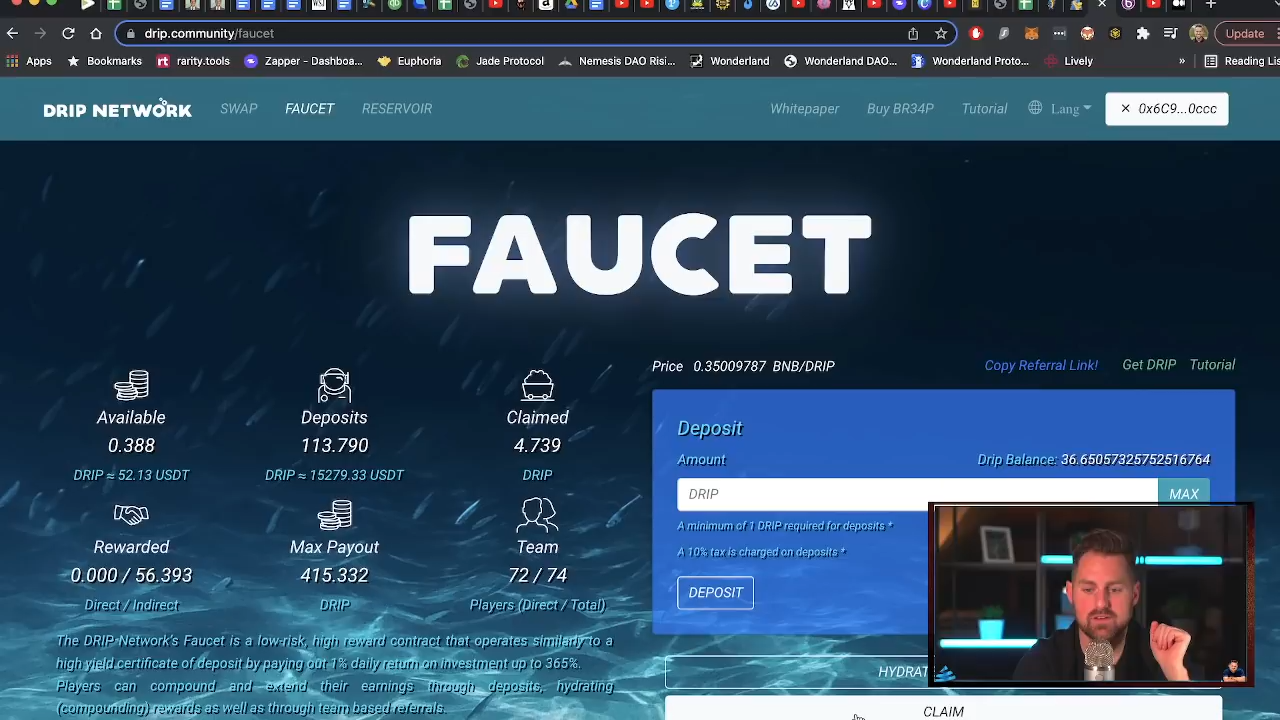 drip.community/faucet
Update
Apps Bookmarks rarity.tools Zapper - Dashbo... Euphoria Jade Protocol Nemesis DAO Risi... Wonderland Wonderland DAO... Wonderland Proto... Lively » Reading Lis
DRIP NETWORK SWAP FAUCET RESERVOIR Whitepaper Buy BR34P Tutorial Lang × 0x6C9...0ccc
FAUCET
Price 0.35009787 BNB/DRIP Copy Referral Link! Get DRIP Tutorial
Available Deposits Claimed
0.388 113.790 4.739
DRIP ≈ 52.13 USDT DRIP ≈ 15279.33 USDT DRIP
Rewarded Max Payout Team
0.000 / 56.393 415.332 72 / 74
Direct / Indirect DRIP Players (Direct / Total)
The DRIP Network's Faucet is a low-risk, high reward contract that operates similarly to a
high yield certificate of deposit by paying out 1% daily return on investment up to 365%.
Players can compound and extend their earnings through deposits, hydrating
(compounding) rewards as well as through team based referrals.
Deposit
Amount Drip Balance: 36.65057325752516764
DRIP MAX
A minimum of 1 DRIP required for deposits *
A 10% tax is charged on deposits *
DEPOSIT
HYDRAT
CLAIM